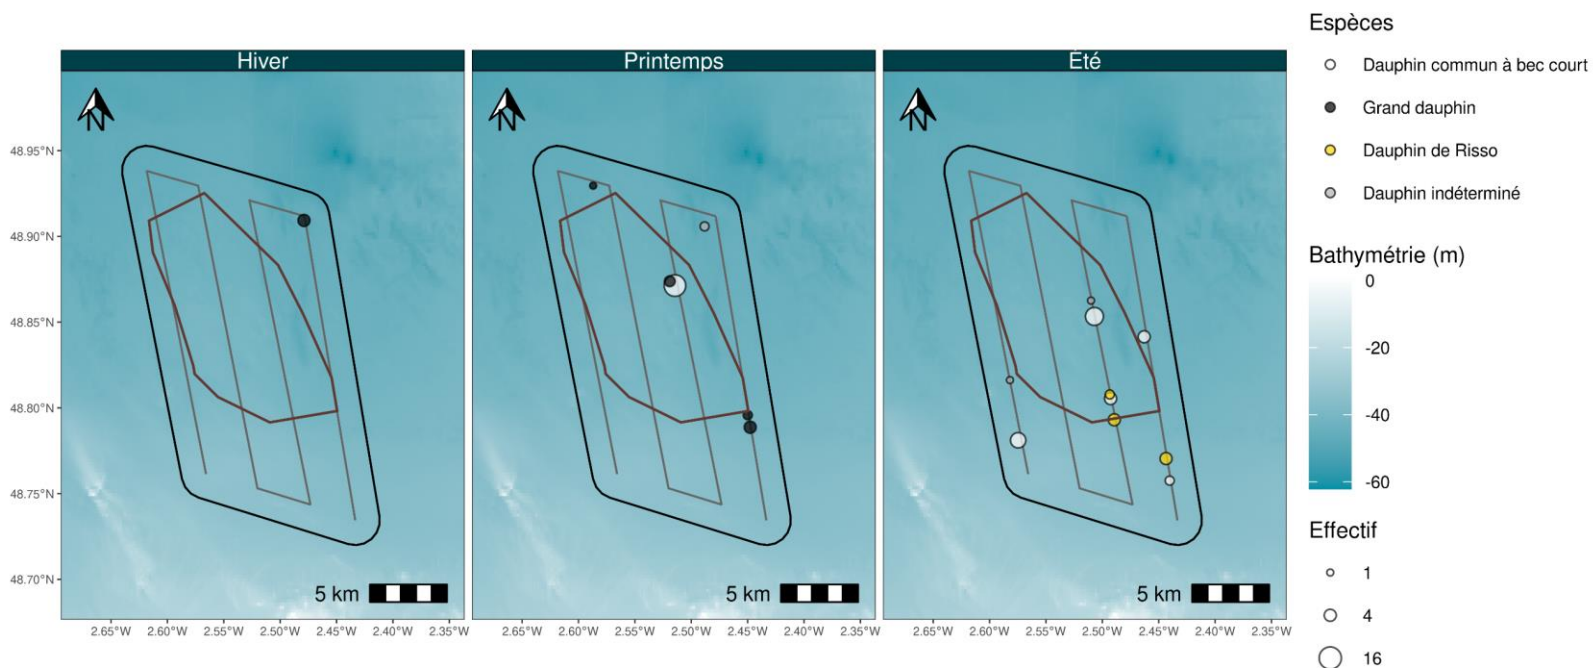 Hiver
Printemps
Été
N
N
N
48.95°N
48.90°N
48.85°N
48.80°N
48.75°N
48.70°N
5 km
5 km
5 km
2.65°W 2.60°W 2.55°W 2.50°W 2.45°W 2.40°W 2.35°W
2.65°W 2.60°W 2.55°W 2.50°W 2.45°W 2.40°W 2.35°W
2.65°W 2.60°W 2.55°W 2.50°W 2.45°W 2.40°W 2.35°W
Espèces
Dauphin commun à bec court
Grand dauphin
Dauphin de Risso
Dauphin indéterminé
Bathymétrie (m)
0
-20
-40
-60
Effectif
1
4
16